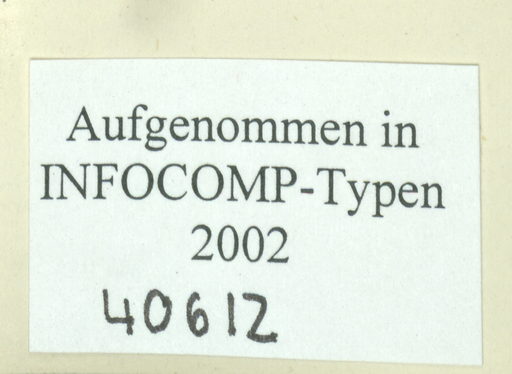 Aufgenommen in
INFOCOMP-Typen
2002
40612